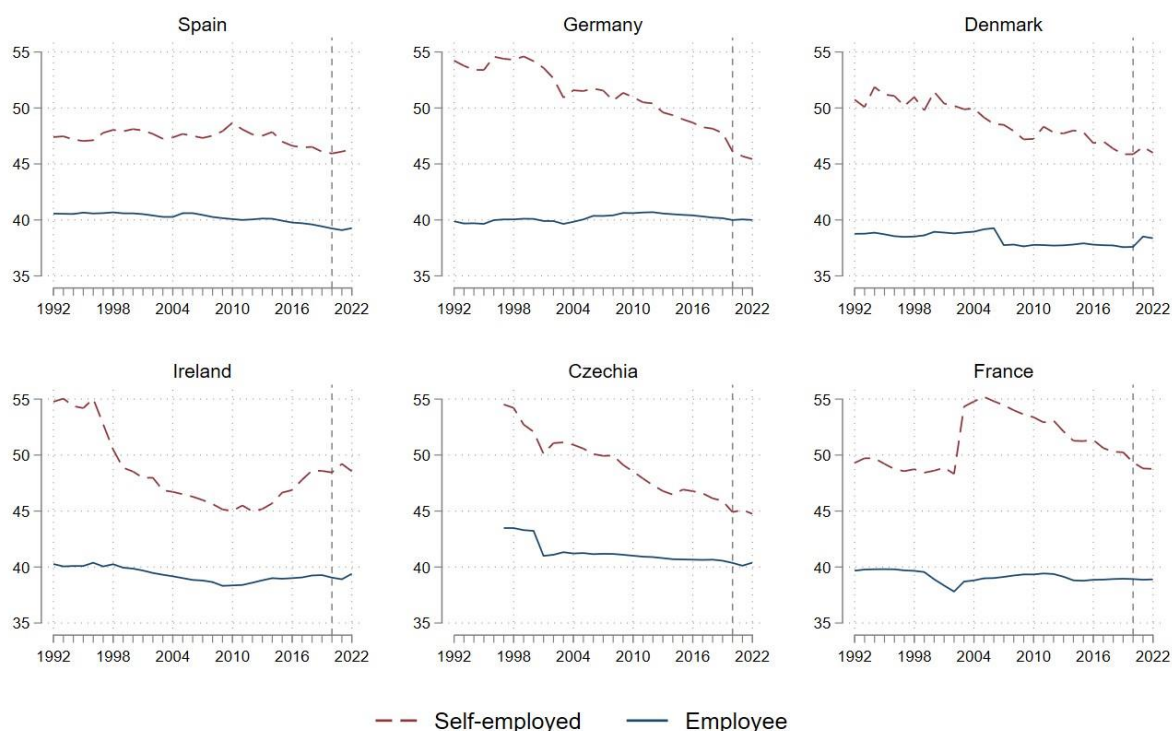 Spain Germany Denmark
55 55 55
50 50 50
45 45 45
40 40 40
35 35 35
1992 1998 2004 2010 2016 2022 1992 1998 2004 2010 2016 2022 1992 1998 2004 2010 2016 2022
Ireland Czechia France
55 55 55
50 50 50
45 45 45
40 40 40
35 35 35
1992 1998 2004 2010 2016 2022 1992 1998 2004 2010 2016 2022 1992 1998 2004 2010 2016 2022
Self-employed Employee